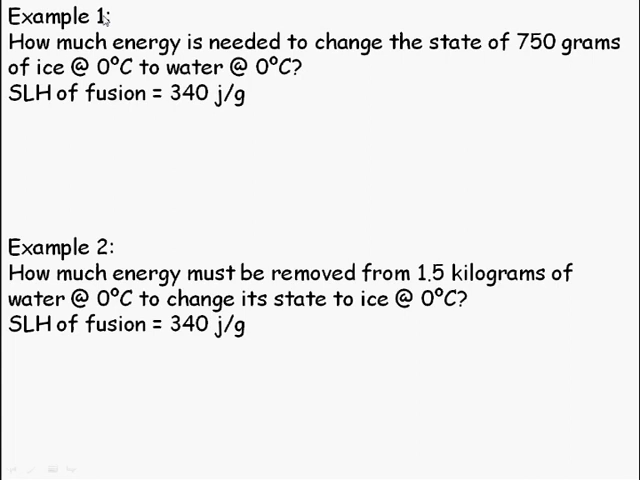 Example 1:
How much energy is needed to change the state of 750 grams
of ice @ 0°C to water @ 0°C?
SLH of fusion = 340 j/g
Example 2:
How much energy must be removed from 1.5 kilograms of
water @ 0°C to change its state to ice @ 0°C?
SLH of fusion = 340 j/g